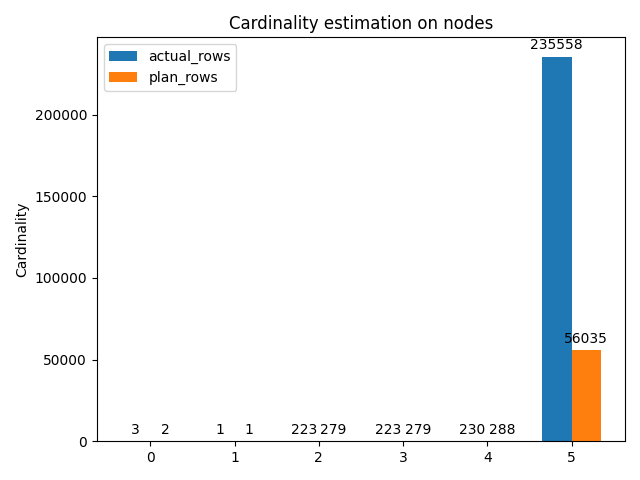 Cardinality estimation on nodes
actual_rows
plan_rows
235558
200000
150000
Cardinality
100000
56035
50000
3 2 1 1 223 279 223 279 230 288
0
0 1 2 3 4 5